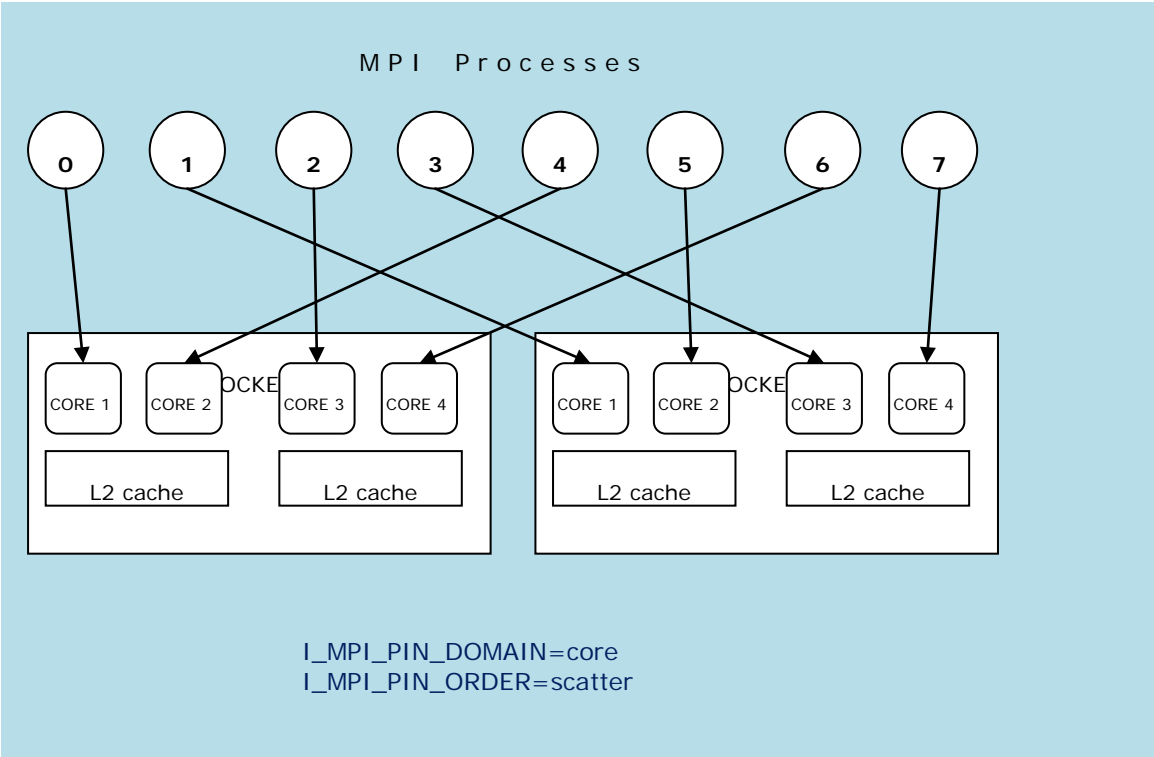 MPI Processes
0 1 2 3 4 5 6 7
OCKE OCKE
CORE 1 CORE 2 CORE 3 CORE 4 CORE 1 CORE 2 CORE 3 CORE 4
L2 cache L2 cache L2 cache L2 cache
I_MPI_PIN_DOMAIN=core
I_MPI_PIN_ORDER=scatter